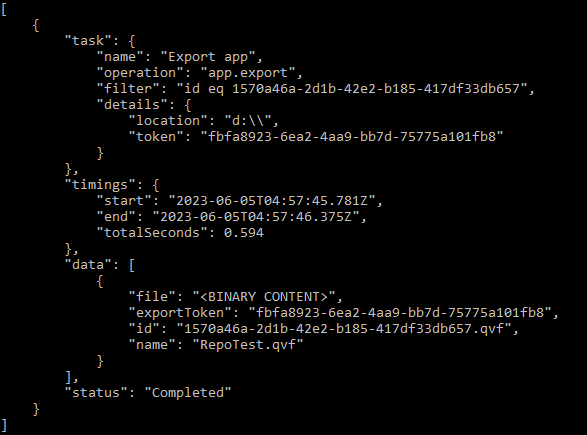 [
    {
        "task": {
            "name": "Export app",
            "operation": "app.export",
            "filter": "id eq 1570a46a-2d1b-42e2-b185-417df33db657",
            "details": {
                "location": "d:\\",
                "token": "fbfa8923-6ea2-4aa9-bb7d-75775a101fb8"
            }
        },
        "timings": {
            "start": "2023-06-05T04:57:45.781Z",
            "end": "2023-06-05T04:57:46.375Z",
            "totalSeconds": 0.594
        },
        "data": [
            {
                "file": "<BINARY CONTENT>",
                "exportToken": "fbfa8923-6ea2-4aa9-bb7d-75775a101fb8",
                "id": "1570a46a-2d1b-42e2-b185-417df33db657.qvf",
                "name": "RepoTest.qvf"
            }
        ],
        "status": "Completed"
    }
]